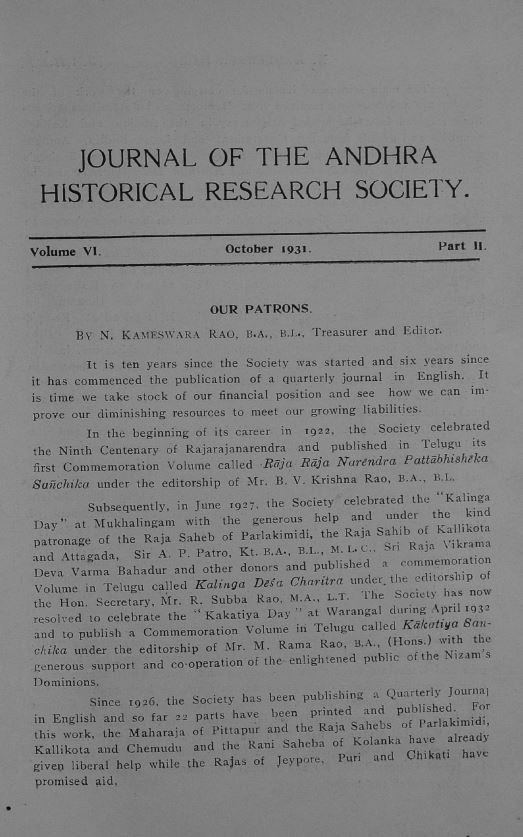 JOURNAL OF THE ANDHRA
HISTORICAL RESEARCH SOCIETY.
Volume VI. October 1931. Part II.
OUR PATRONS.
BY N. KAMESWARA RAO, B.A., B.L., Treasurer and Editor.
It is ten years since the Society was started and six years since
it has commenced the publication of a quarterly journal in English. It
is time we take stock of our financial position and see how we can im-
prove our diminishing resources to meet our growing liabilities.
In the beginning of its career in 1922, the Society celebrated
the Ninth Centenary of Rajarajanarendra and published in Telugu its
first Commemoration Volume called Rāja Rāja Narēndra Pattābhishēka
Sañchika under the editorship of Mr. B. V. Krishna Rao, B.A., B.L.
Subsequently, in June 1927, the Society celebrated the "Kalinga
Day" at Mukhalingam with the generous help and under the kind
patronage of the Raja Saheb of Parlakimidi, the Raja Sahib of Kallikota
and Attagada, Sir A. P. Patro, Kt. B.A., B.L., M. L. C., Sri Raja Vikrama
Deva Varma Bahadur and other donors and published a commemoration
Volume in Telugu called Kalinga Dēśa Charitra under the editorship of
the Hon. Secretary, Mr. R. Subba Rao, M.A., L.T. The Society has now
resolved to celebrate the "Kakatiya Day" at Warangal during April 1932
and to publish a Commemoration Volume in Telugu called Kākatiya San-
chika under the editorship of Mr. M. Rama Rao, B.A., (Hons.) with the
generous support and co-operation of the enlightened public of the Nizam's
Dominions.
Since 1926, the Society has been publishing a Quarterly Journal
in English and so far 22 parts have been printed and published. For
this work, the Maharaja of Pittapur and the Raja Sahebs of Parlakimidi,
Kallikota and Chemudu and the Rani Saheba of Kolanka have already
given liberal help while the Rajas of Jeypore, Puri and Chikati have
promised aid,